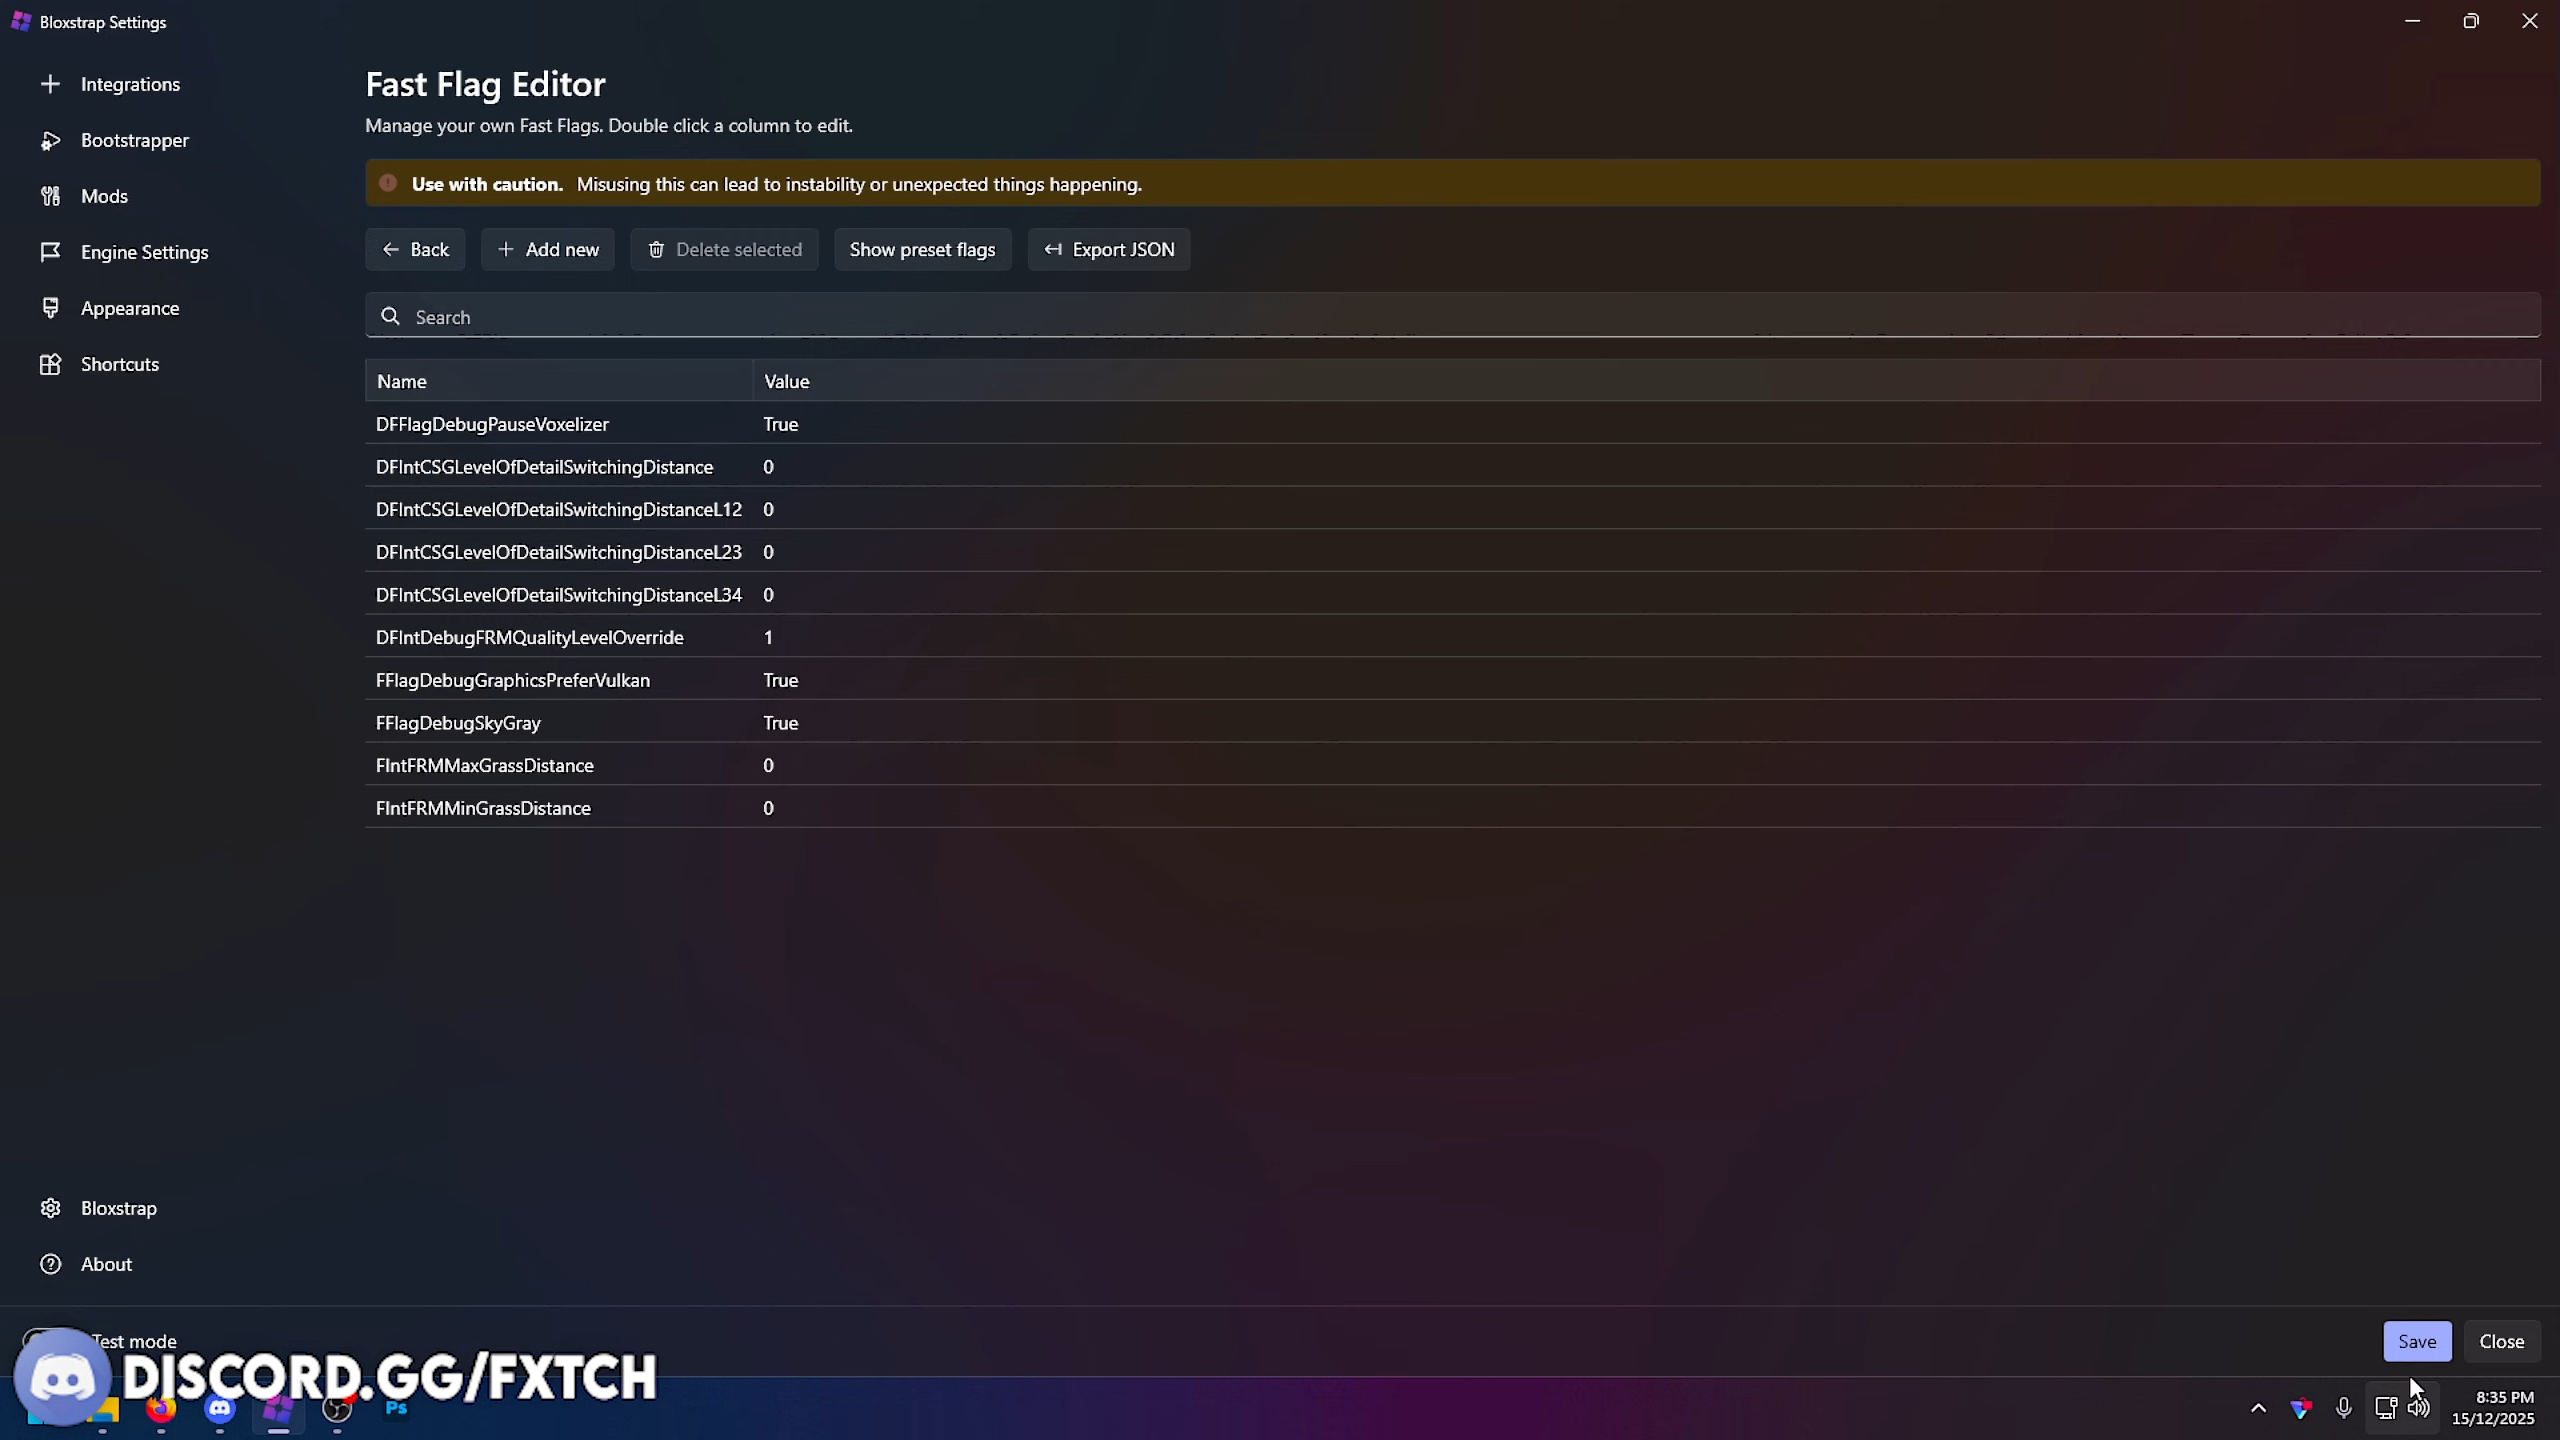 Bloxstrap Settings
Integrations
Bootstrapper
Mods
Engine Settings
Appearance
Shortcuts
Fast Flag Editor
Manage your own Fast Flags. Double click a column to edit.
Use with caution. Misusing this can lead to instability or unexpected things happening.
Back
Add new
Delete selected
Show preset flags
Export JSON
Search
Name Value
DFFlagDebugPauseVoxelizer True
DFIntCSGLevelOfDetailSwitchingDistance 0
DFIntCSGLevelOfDetailSwitchingDistanceL12 0
DFIntCSGLevelOfDetailSwitchingDistanceL23 0
DFIntCSGLevelOfDetailSwitchingDistanceL34 0
DFIntDebugFRMQualityLevelOverride 1
FFlagDebugGraphicsPreferVulkan True
FFlagDebugSkyGray True
FIntFRMMaxGrassDistance 0
FIntFRMMinGrassDistance 0
Bloxstrap
About
Test mode
Save
Close
DISCORD.GG/FXTCH
Ps
8:35 PM
15/12/2025